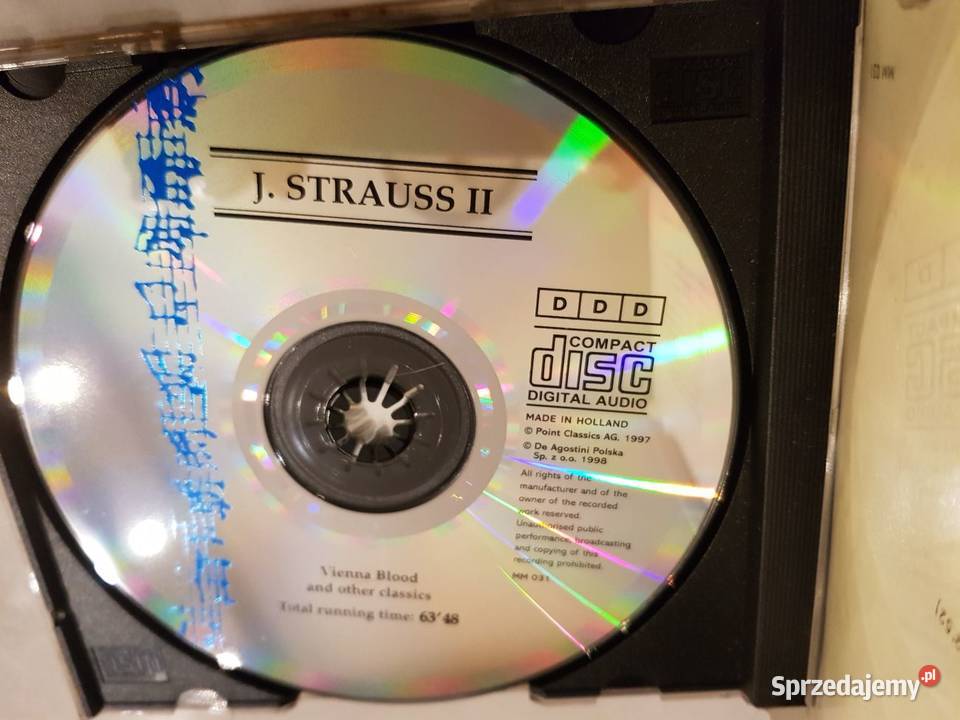 J. STRAUSS II
DDD
COMPACT
disc
DIGITAL AUDIO
MADE IN HOLLAND
© Point Classics AG. 1997
© De Agostini Polska
Sp. z o.o. 1998
All rights of the
manufacturer and of the
owner of the recorded
work reserved.
Unauthorised public
performance, broadcasting
and copying of this
recording prohibited.
MM 031
Vienna Blood
and other classics
Total running time: 63'48
Sprzedajemy.pl